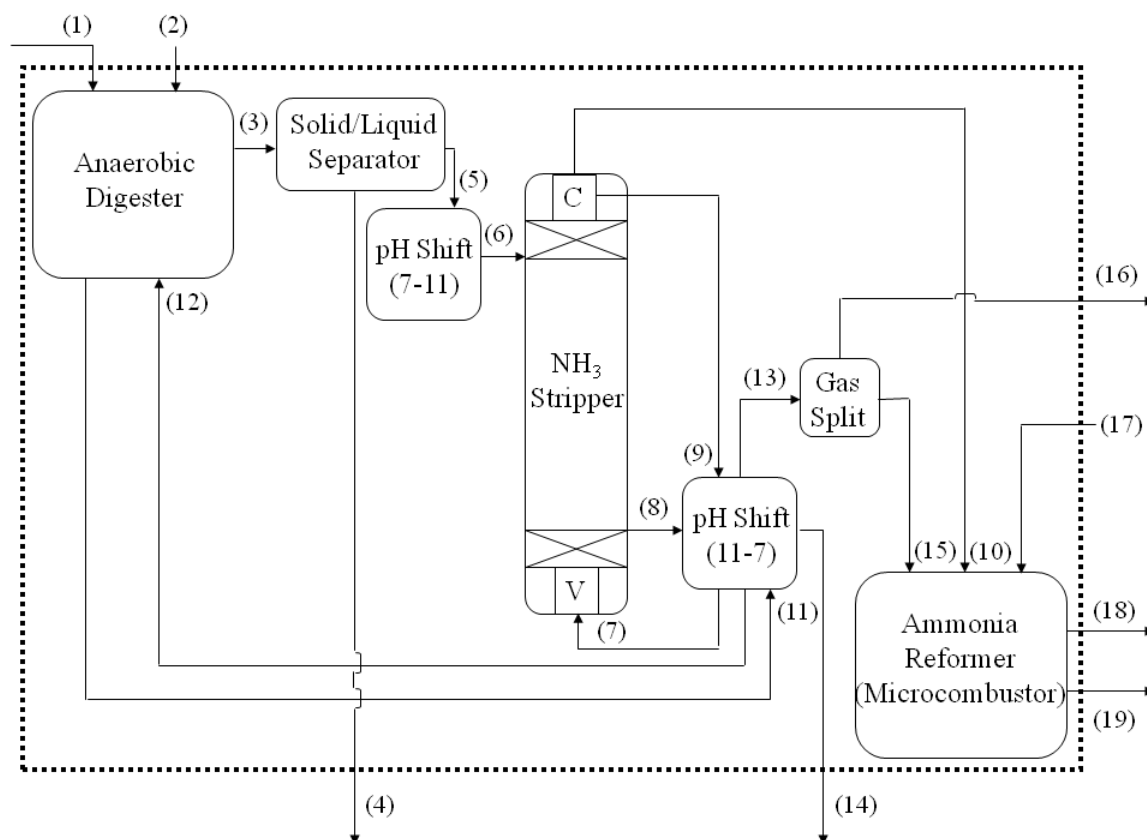 (1)
(2)
Anaerobic
Digester
(3)
Solid/Liquid
Separator
(5)
pH Shift
(7-11)
(6)
C
NH₃
Stripper
V
(12)
(7)
(8)
(9)
pH Shift
(11-7)
(11)
(13)
Gas
Split
(16)
(17)
(15)
(10)
Ammonia
Reformer
(Microcombustor)
(18)
(19)
(4)
(14)